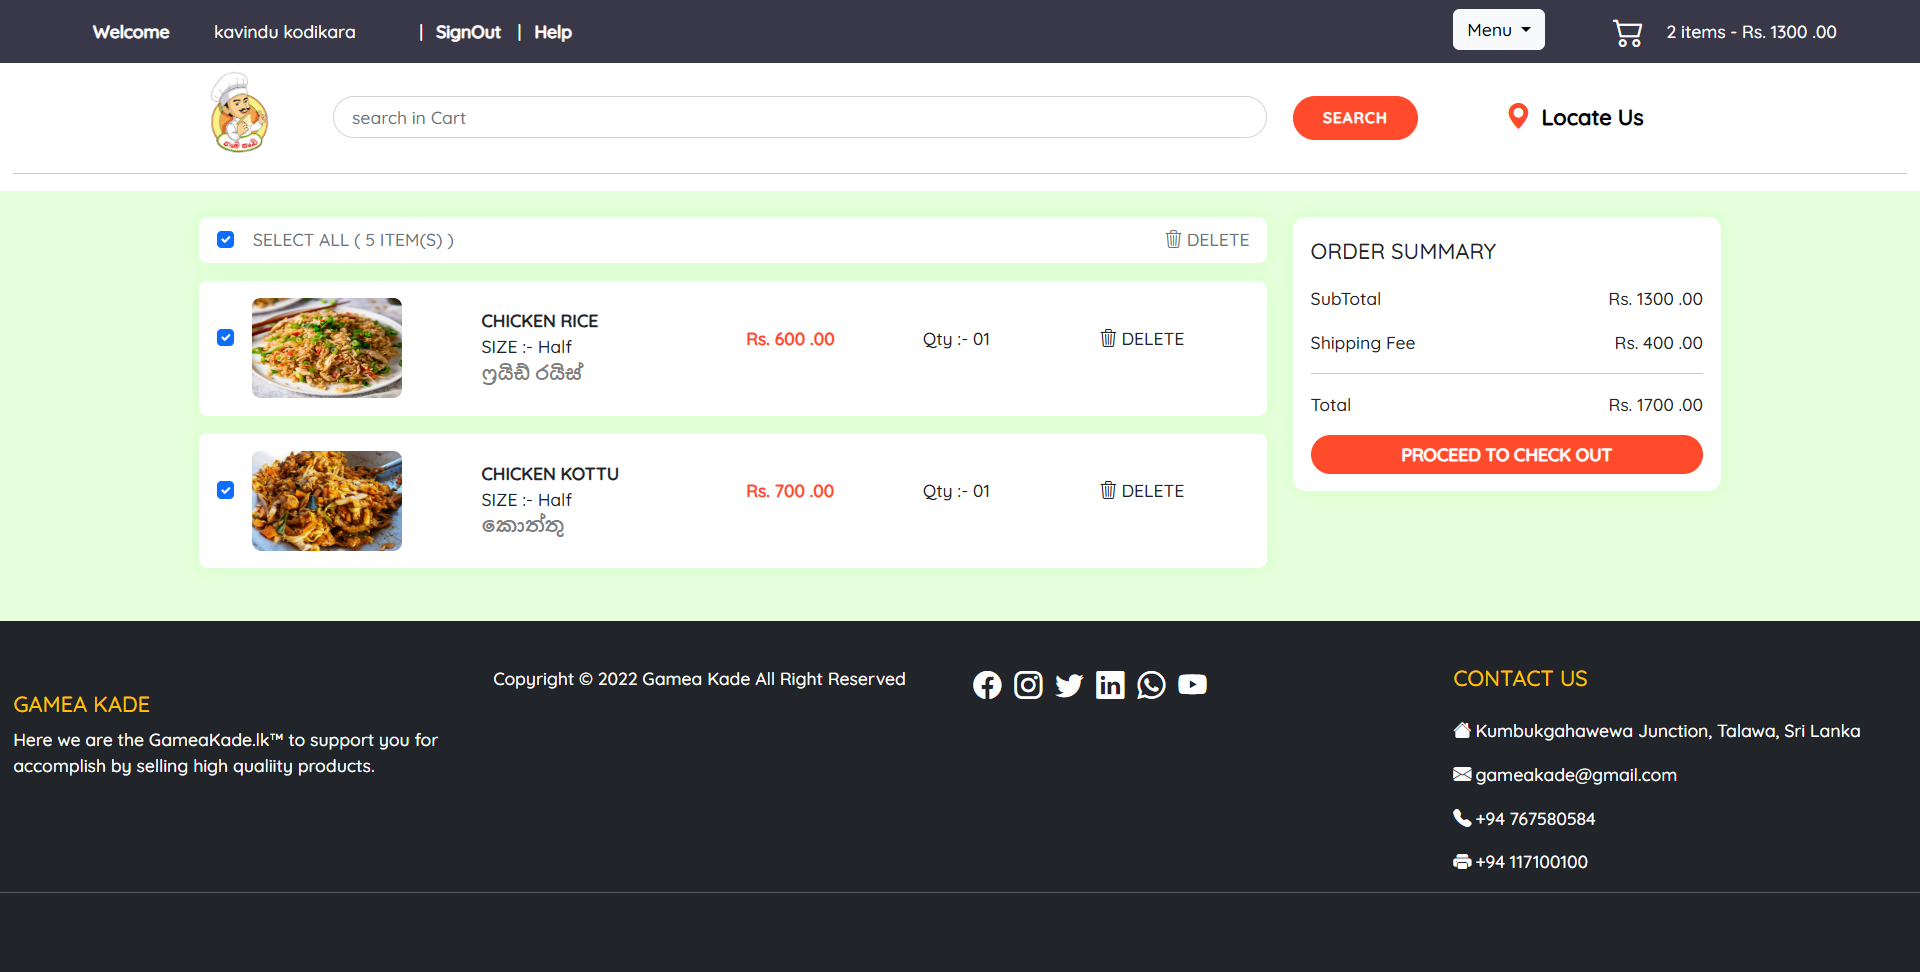 Welcome kavindu kodikara | SignOut | Help Menu 2 items - Rs. 1300 .00
ගාමේ කඩේ
search in Cart SEARCH Locate Us
SELECT ALL ( 5 ITEM(S) ) DELETE
CHICKEN RICE
SIZE :- Half
ෆ්‍රයිඩ් රයිස්
Rs. 600 .00 Qty :- 01 DELETE
CHICKEN KOTTU
SIZE :- Half
කොත්තු
Rs. 700 .00 Qty :- 01 DELETE
ORDER SUMMARY
SubTotal Rs. 1300 .00
Shipping Fee Rs. 400 .00
Total Rs. 1700 .00
PROCEED TO CHECK OUT
GAMEA KADE
Here we are the GameaKade.lk™ to support you for
accomplish by selling high qualiity products.
Copyright © 2022 Gamea Kade All Right Reserved
CONTACT US
Kumbukgahawewa Junction, Talawa, Sri Lanka
gameakade@gmail.com
+94 767580584
+94 117100100